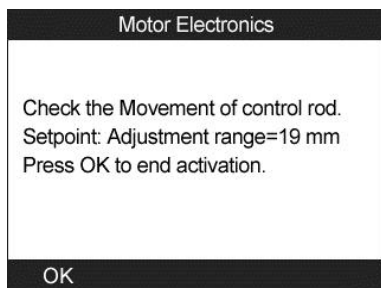 Motor Electronics
Check the Movement of control rod.
Setpoint: Adjustment range=19 mm
Press OK to end activation.
OK